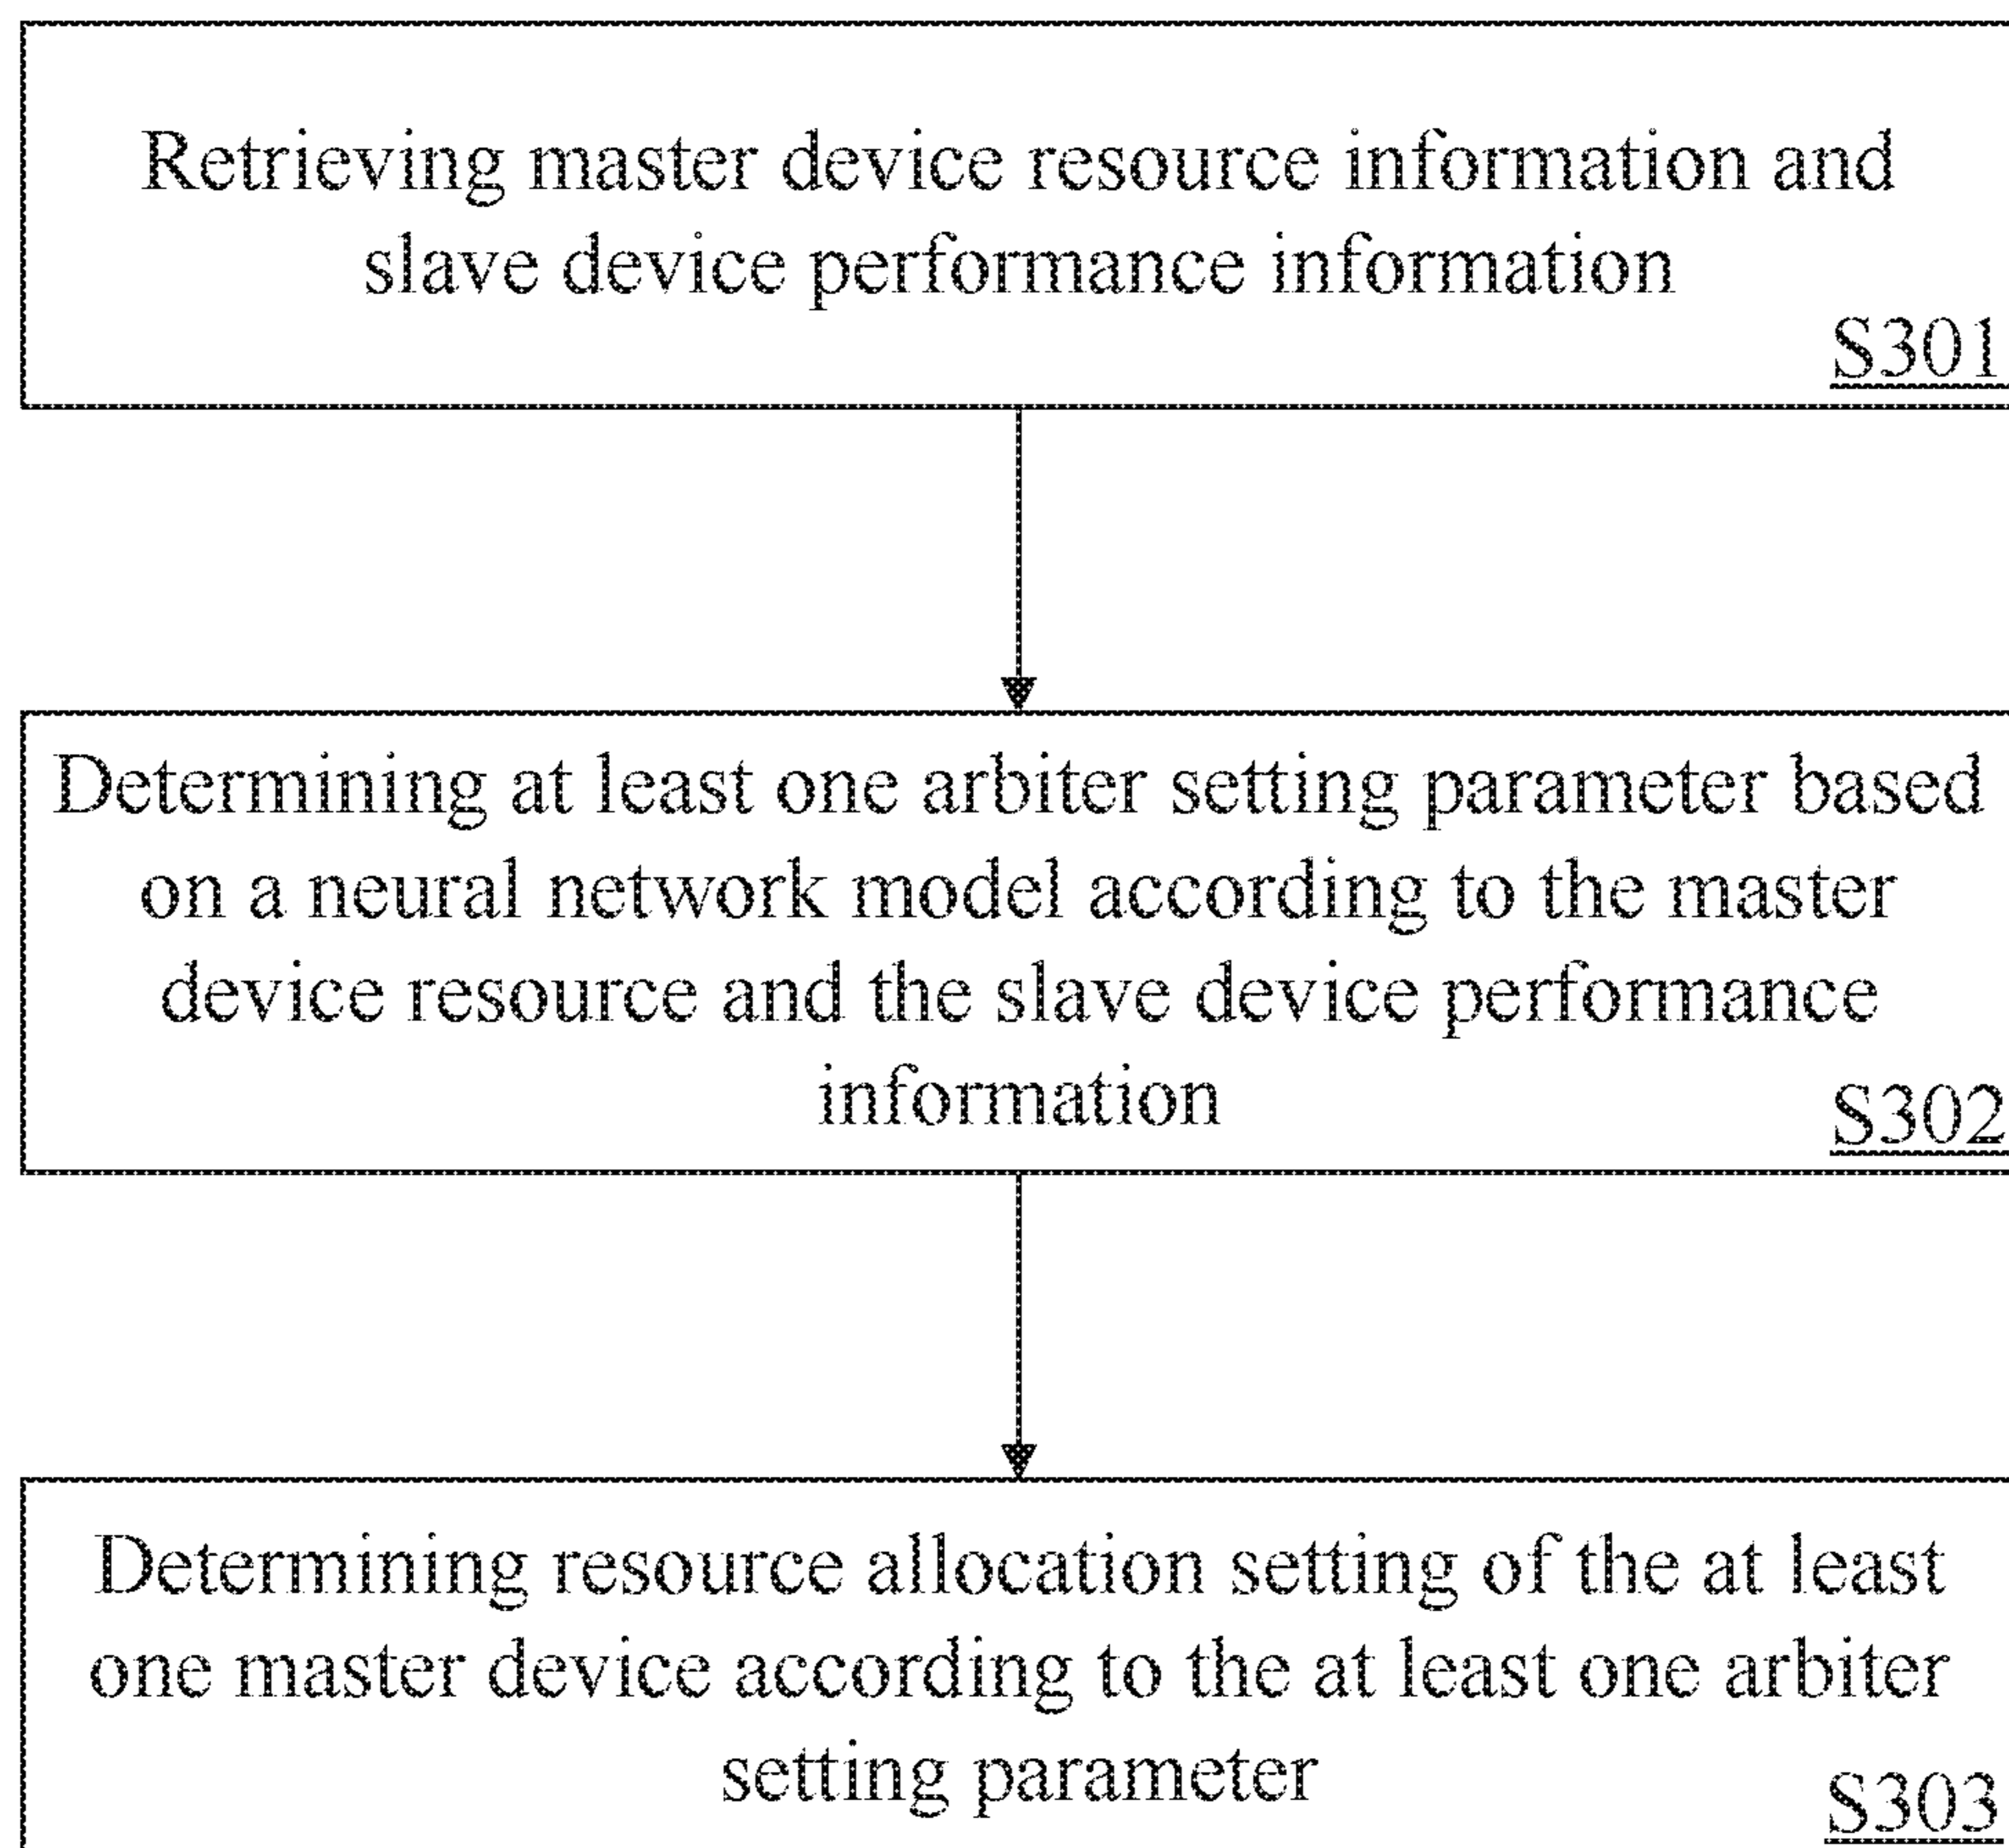 Retrieving master device resource information and
slave device performance information
S301
Determining at least one arbiter setting parameter based
on a neural network model according to the master
device resource and the slave device performance
information
S302
Determining resource allocation setting of the at least
one master device according to the at least one arbiter
setting parameter
S303